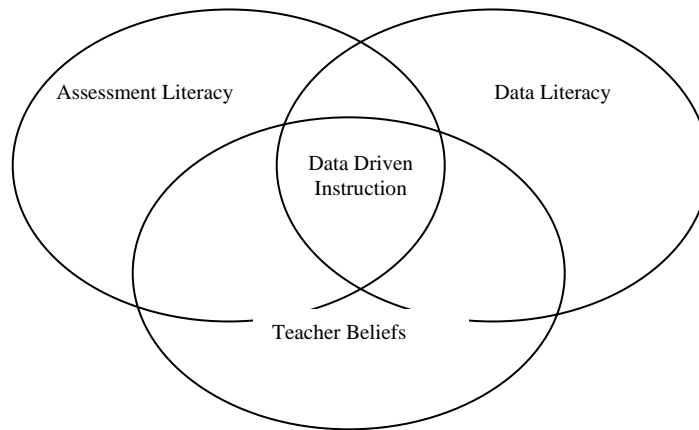 Assessment Literacy
Data Literacy
Data Driven
Instruction
Teacher Beliefs